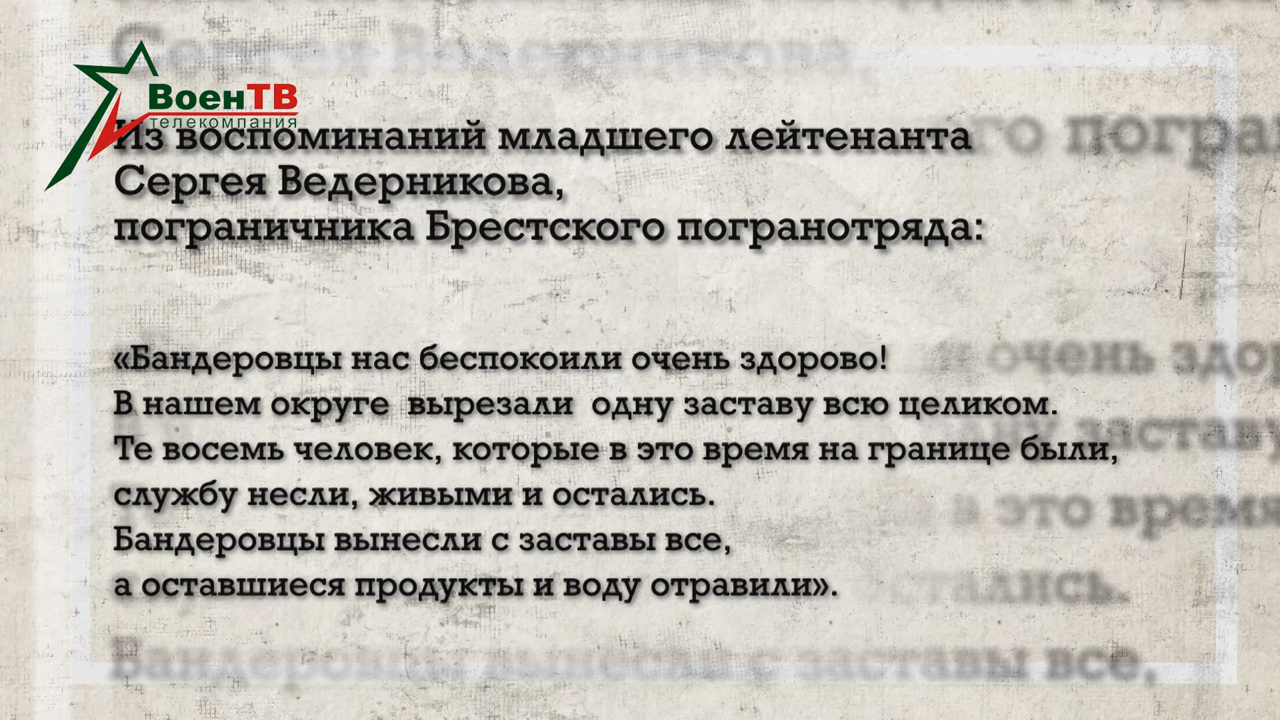 ВоенТВ
телекомпания
Из воспоминаний младшего лейтенанта
Сергея Ведерникова,
пограничника Брестского погранотряда:
«Бандеровцы нас беспокоили очень здорово!
В нашем округе вырезали одну заставу всю целиком.
Те восемь человек, которые в это время на границе были,
службу несли, живыми и остались.
Бандеровцы вынесли с заставы все,
а оставшиеся продукты и воду отравили».